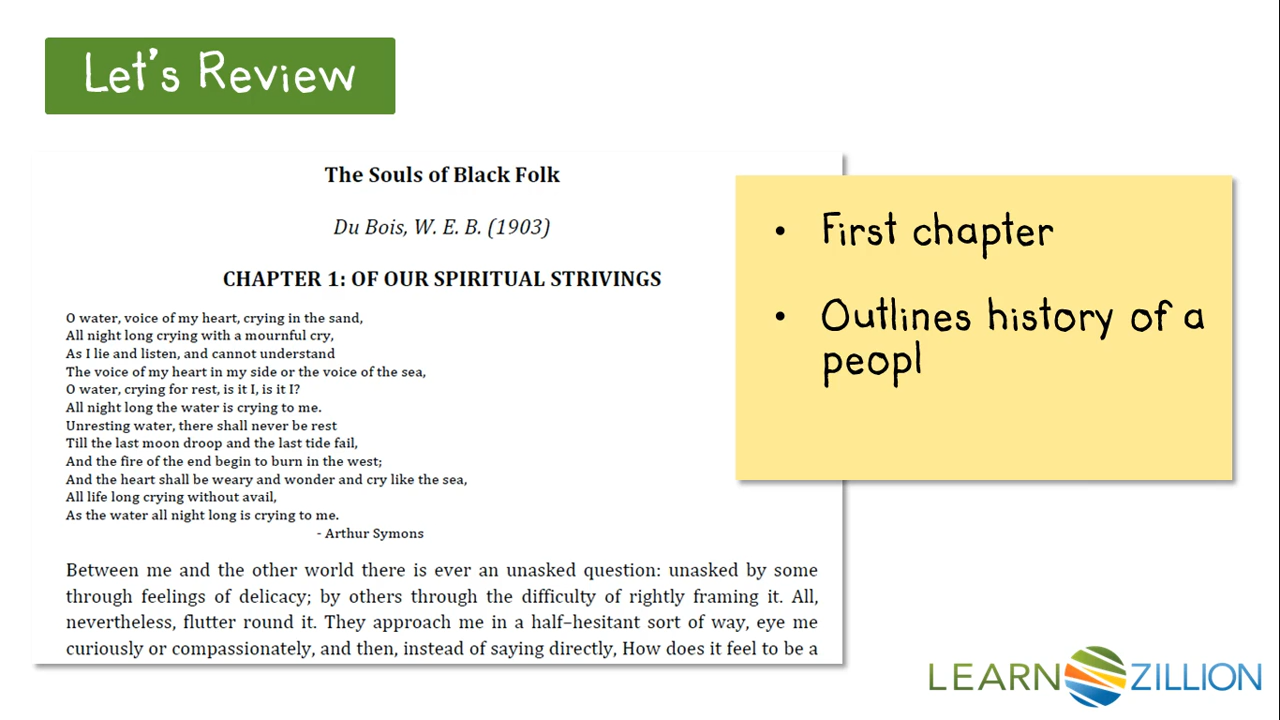 Let's Review
The Souls of Black Folk
Du Bois, W. E. B. (1903)
CHAPTER 1: OF OUR SPIRITUAL STRIVINGS
O water, voice of my heart, crying in the sand,
All night long crying with a mournful cry,
As I lie and listen, and cannot understand
The voice of my heart in my side or the voice of the sea,
O water, crying for rest, is it I, is it I?
All night long the water is crying to me.
Unresting water, there shall never be rest
Till the last moon droop and the last tide fail,
And the fire of the end begin to burn in the west;
And the heart shall be weary and wonder and cry like the sea,
All life long crying without avail,
As the water all night long is crying to me.
- Arthur Symons
Between me and the other world there is ever an unasked question: unasked by some
through feelings of delicacy; by others through the difficulty of rightly framing it. All,
nevertheless, flutter round it. They approach me in a half–hesitant sort of way, eye me
curiously or compassionately, and then, instead of saying directly, How does it feel to be a
• First chapter
• Outlines history of a
peopl
LEARN ZILLION